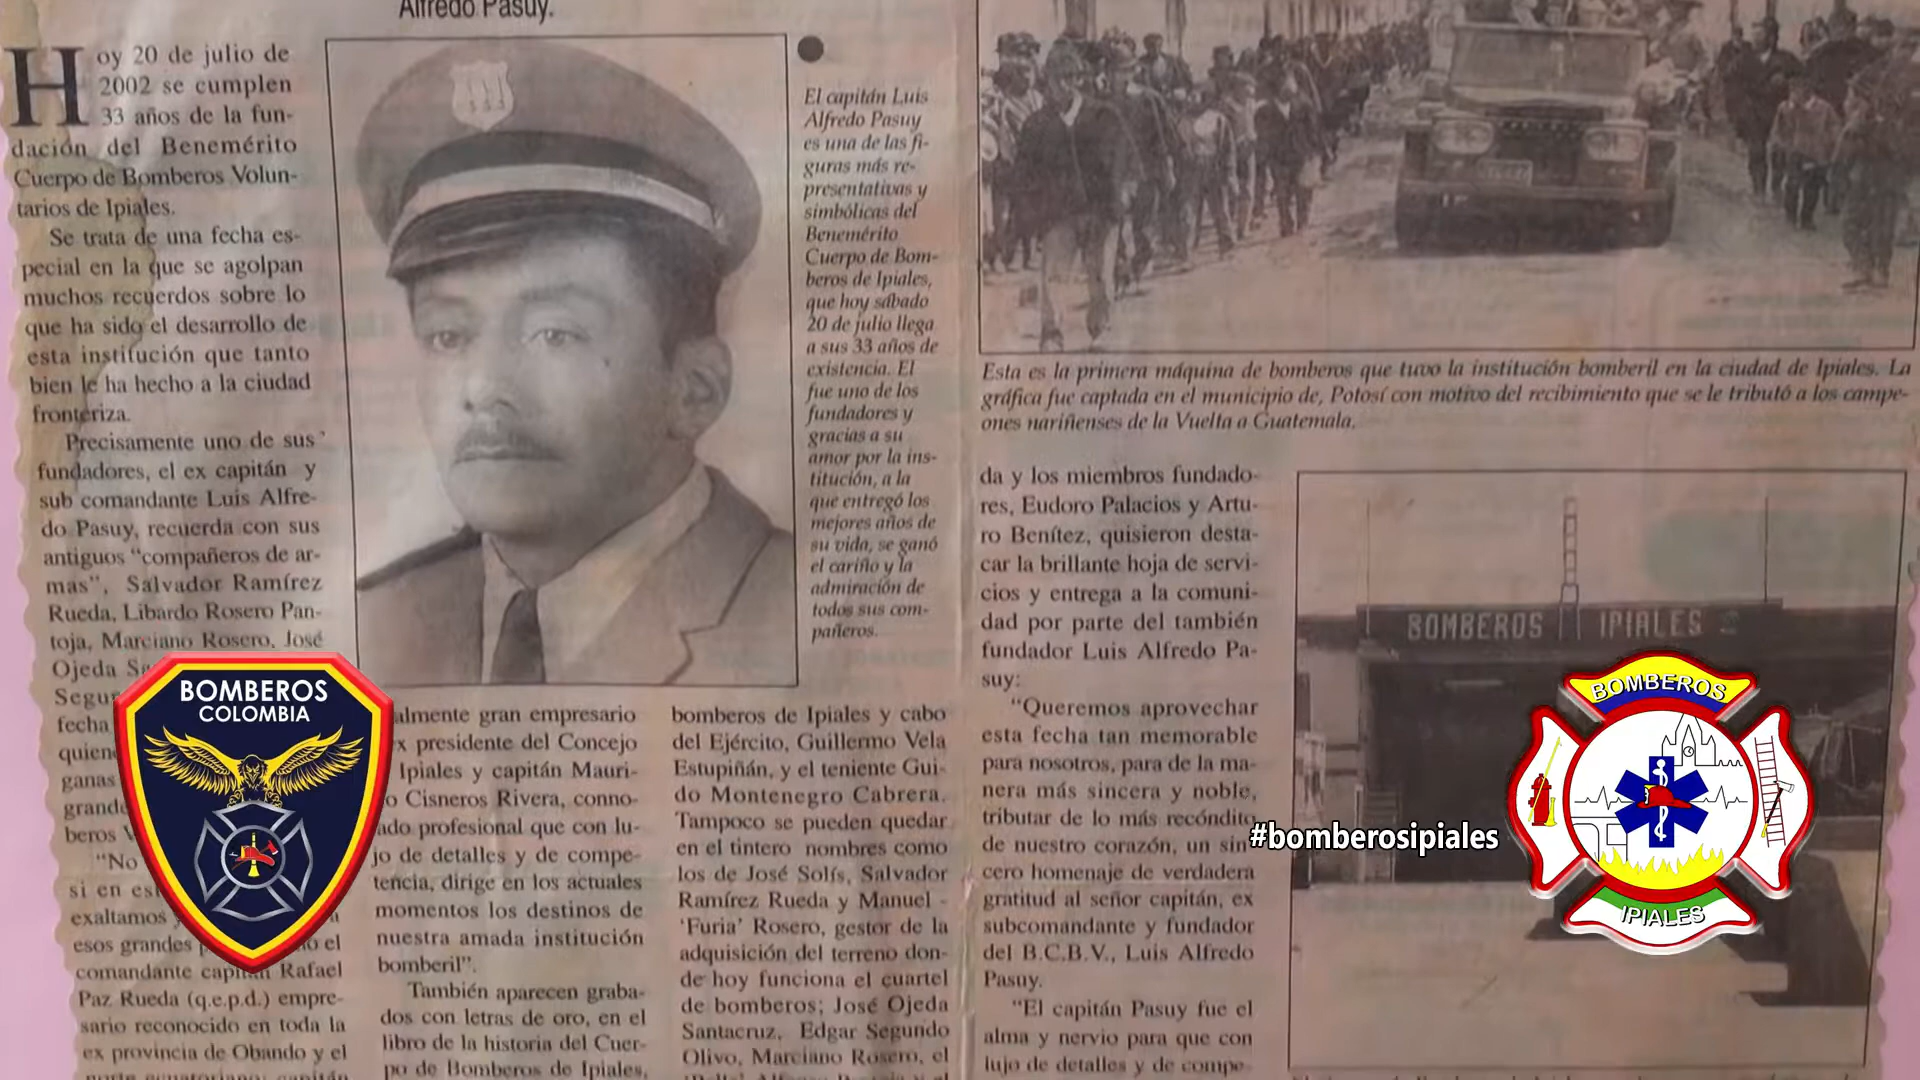 Alfredo Pasuy.
Hoy 20 de julio de
2002 se cumplen
33 años de la fun-
dación del Benemérito
Cuerpo de Bomberos Volun-
tarios de Ipiales.
Se trata de una fecha es-
pecial en la que se agolpan
muchos recuerdos sobre lo
que ha sido el desarrollo de
esta institución que tanto
bien le ha hecho a la ciudad
fronteriza.
Precisamente uno de sus
fundadores, el ex capitán y
sub comandante Luis Alfre-
do Pasuy, recuerda con sus
antiguos “compañeros de ar-
mas”, Salvador Ramírez
Rueda, Libardo Rosero Pan-
toja, Marciano Rosero, José
Ojeda
Segun
fecha
quien
ganas
grande
beros
“No
si en
exaltamos
esos grandes
el
comandante capitán Rafael
Paz Rueda (q.e.p.d.) empre-
sario reconocido en toda la
ex provincia de Obando y el
El capitán Luis
Alfredo Pasuy
es una de las fi-
guras más re-
presentativas y
simbólicas del
Benemérito
Cuerpo de Bom-
beros de Ipiales,
que hoy sábado
20 de julio llega
a sus 33 años de
existencia. El
fue uno de los
fundadores y
gracias a su
amor por la ins-
titución, a la
que entregó los
mejores años de
su vida, se ganó
el cariño y la
admiración de
todos sus com-
pañeros.
almente gran empresario
x presidente del Concejo
Ipiales y capitán Mauri-
o Cisneros Rivera, conno-
ado profesional que con lu-
jo de detalles y de compe-
tencia, dirige en los actuales
momentos los destinos de
nuestra amada institución
bomberil”.
También aparecen graba-
dos con letras de oro, en el
libro de la historia del Cuer-
po de Bomberos de Ipiales,
bomberos de Ipiales y cabo
del Ejército, Guillermo Vela
Estupiñán, y el teniente Gui-
do Montenegro Cabrera.
Tampoco se pueden quedar
en el tintero nombres como
los de José Solís, Salvador
Ramírez Rueda y Manuel -
‘Furia’ Rosero, gestor de la
adquisición del terreno don-
de hoy funciona el cuartel
de bomberos; José Ojeda
Santacruz, Edgar Segundo
Olivo, Marciano Rosero, el
Esta es la primera máquina de bomberos que tuvo la institución bomberil en la ciudad de Ipiales. La
gráfica fue captada en el municipio de, Potosí con motivo del recibimiento que se le tributó a los campe-
ones nariñenses de la Vuelta a Guatemala.
da y los miembros fundado-
res, Eudoro Palacios y Artu-
ro Benítez, quisieron desta-
car la brillante hoja de servi-
cios y entrega a la comuni-
dad por parte del también
fundador Luis Alfredo Pa-
suy:
“Queremos aprovechar
esta fecha tan memorable
para nosotros, para de la ma-
nera más sincera y noble,
tributar de lo más recóndito
de nuestro corazón, un sin
cero homenaje de verdadera
gratitud al señor capitán, ex
subcomandante y fundador
del B.C.B.V., Luis Alfredo
Pasuy.
“El capitán Pasuy fue el
alma y nervio para que con
lujo de detalles y de compe-
BOMBEROS IPIALES
BOMBEROS
COLOMBIA
#bomberosipiales
BOMBEROS
IPIALES